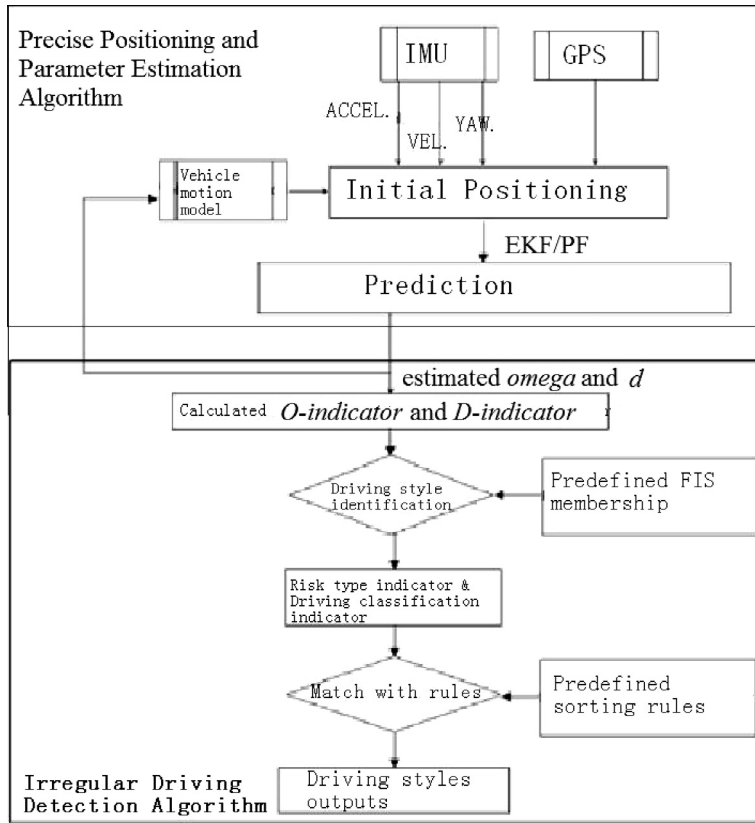 Precise Positioning and
Parameter Estimation
Algorithm
IMU
GPS
ACCEL.
VEL.
YAW.
Vehicle
motion
model
Initial Positioning
EKF/PF
Prediction
estimated omega and d
Calculated O-indicator and D-indicator
Driving style
identification
Predefined FIS
membership
Risk type indicator &
Driving classification
indicator
Match with rules
Predefined
sorting rules
Driving styles
outputs
Irregular Driving
Detection Algorithm